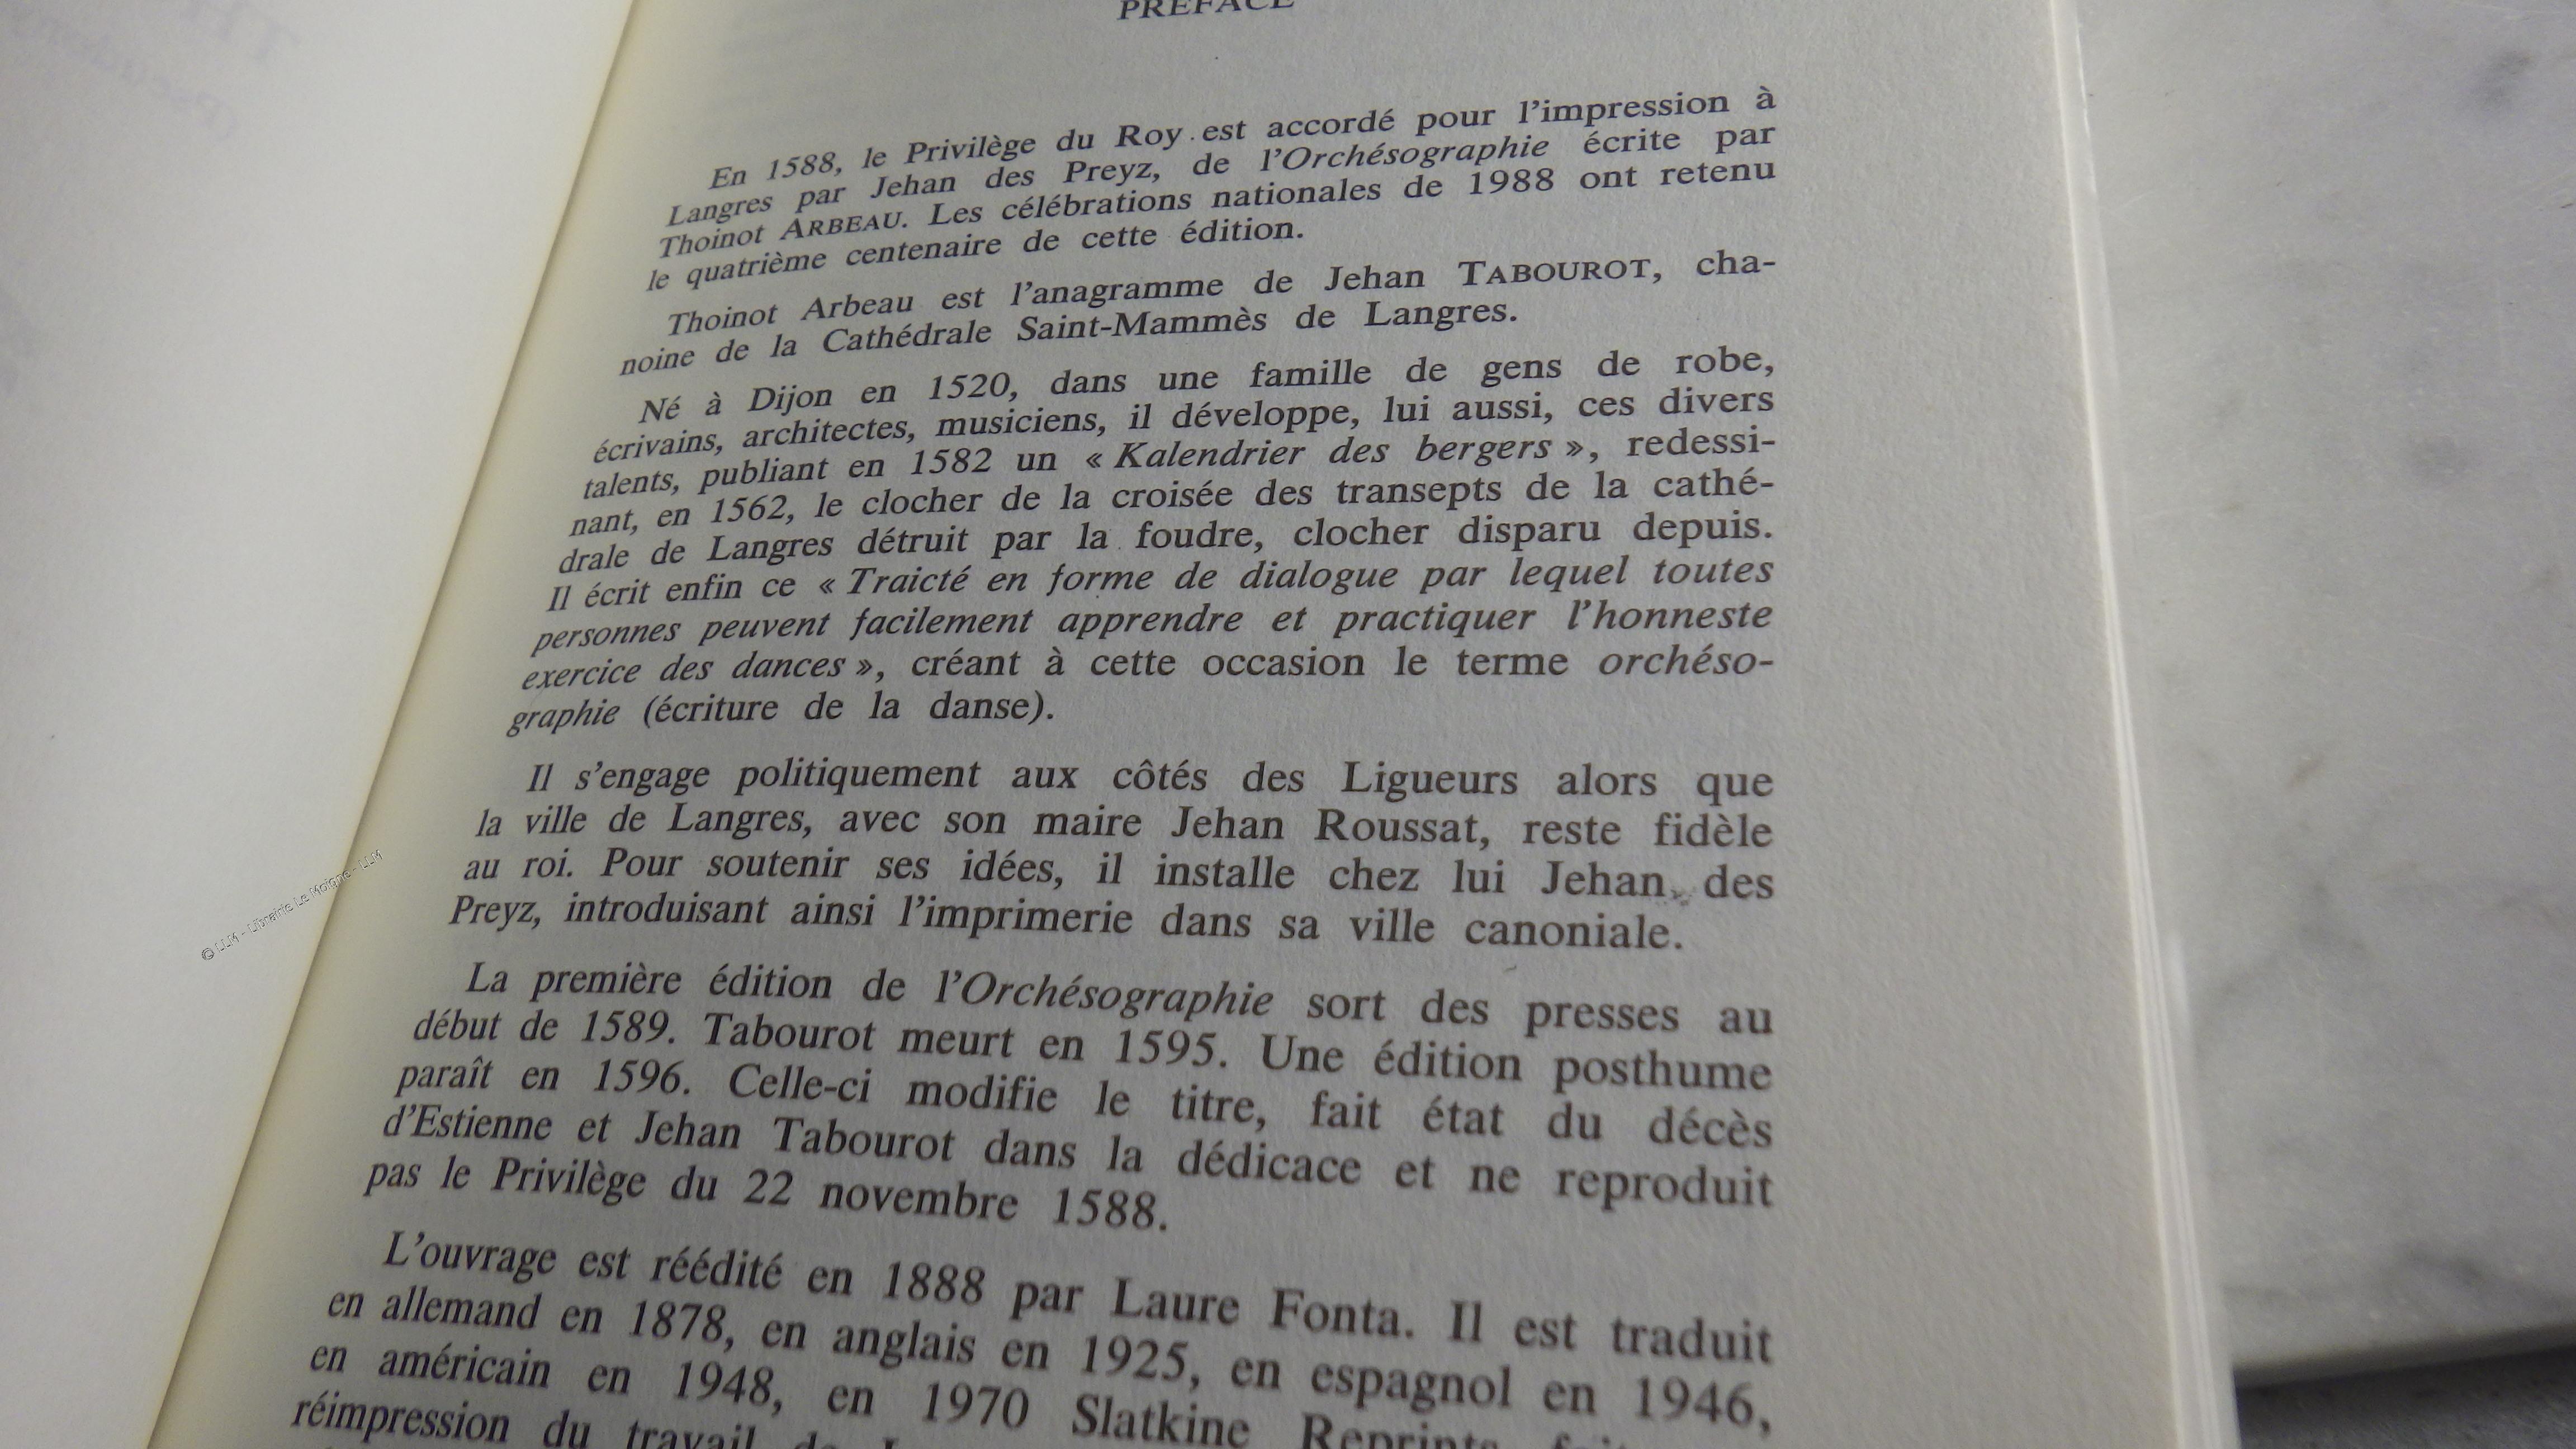 PRÉFACE
En 1588, le Privilège du Roy est accordé pour l'impression à
Langres par Jehan des Preyz, de l'Orchésographie écrite par
Thoinot ARBEAU. Les célébrations nationales de 1988 ont retenu
le quatrième centenaire de cette édition.
Thoinot Arbeau est l'anagramme de Jehan TABOUROT, cha-
noine de la Cathédrale Saint-Mammès de Langres.
Né à Dijon en 1520, dans une famille de gens de robe,
écrivains, architectes, musiciens, il développe, lui aussi, ces divers
talents, publiant en 1582 un « Kalendrier des bergers », redessi-
nant, en 1562, le clocher de la croisée des transepts de la cathé-
drale de Langres détruit par la foudre, clocher disparu depuis.
Il écrit enfin ce « Traicté en forme de dialogue par lequel toutes
personnes peuvent facilement apprendre et practiquer l'honneste
exercice des dances », créant à cette occasion le terme orchéso-
graphie (écriture de la danse).
Il s'engage politiquement aux côtés des Ligueurs alors que
la ville de Langres, avec son maire Jehan Roussat, reste fidèle
au roi. Pour soutenir ses idées, il installe chez lui Jehan des
Preyz, introduisant ainsi l'imprimerie dans sa ville canoniale.
La première édition de l'Orchésographie sort des presses au
début de 1589. Tabourot meurt en 1595. Une édition posthume
paraît en 1596. Celle-ci modifie le titre, fait état du décès
d'Estienne et Jehan Tabourot dans la dédicace et ne reproduit
pas le Privilège du 22 novembre 1588.
L'ouvrage est réédité en 1888 par Laure Fonta. Il est traduit
en allemand en 1878, en anglais en 1925, en espagnol en 1946,
en américain en 1948, en 1970 Slatkine Reprints
réimpression du travail de
© LLM - Librairie Le Moigne - LLM